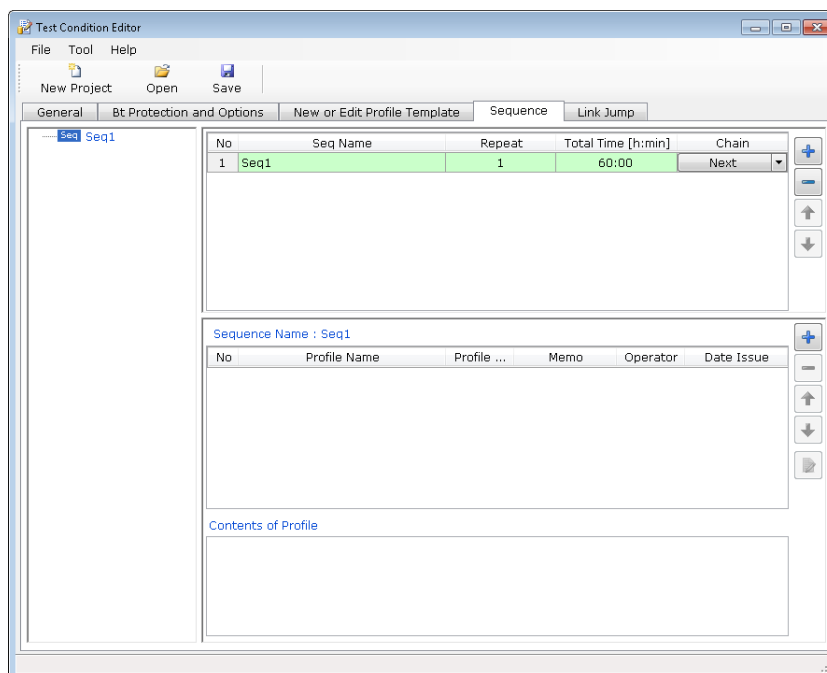 Test Condition Editor
File Tool Help
New Project Open Save
General Bt Protection and Options New or Edit Profile Template Sequence Link Jump
Seq Seq1
No Seq Name Repeat Total Time [h:min] Chain
1 Seq1 1 60:00 Next
Sequence Name : Seq1
No Profile Name Profile ... Memo Operator Date Issue
Contents of Profile